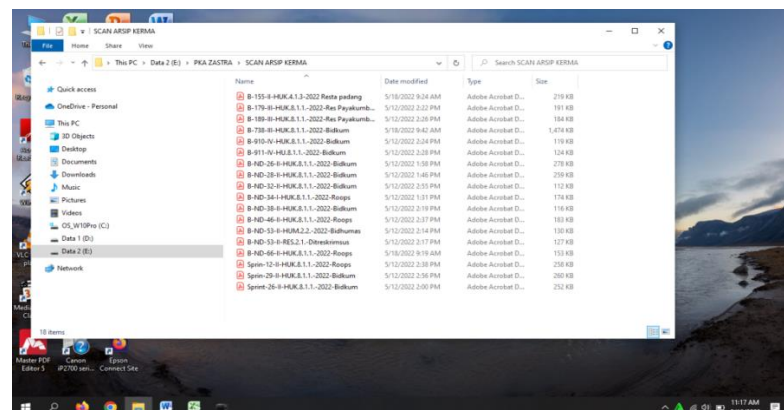 SCAN ARSIP KERMA
File Home Share View
This PC > Data 2 (E:) > PKA ZASTRA > SCAN ARSIP KERMA
Search SCAN ARSIP KERMA
Name Date modified Type Size
Quick access
OneDrive - Personal
This PC
3D Objects
Desktop
Documents
Downloads
Music
Pictures
Videos
OS_W10Pro (C:)
Data 1 (D:)
Data 2 (E:)
Network
B-155-II-HUK.4.1.3-2022 Resta padang 5/18/2022 9:24 AM Adobe Acrobat D... 219 KB
B-179-III-HUK.8.1.1.-2022-Res Payakumb... 5/12/2022 2:22 PM Adobe Acrobat D... 191 KB
B-189-III-HUK.8.1.1.-2022-Res Payakumb... 5/12/2022 2:26 PM Adobe Acrobat D... 184 KB
B-738-III-HUK.8.1.1.-2022-Bidkum 5/18/2022 9:42 AM Adobe Acrobat D... 1,474 KB
B-910-IV-HUK.8.1.1.-2022-Bidkum 5/12/2022 2:24 PM Adobe Acrobat D... 119 KB
B-911-IV-HU.8.1.1.-2022-Bidkum 5/12/2022 2:28 PM Adobe Acrobat D... 124 KB
B-ND-26-II-HUK.8.1.1.-2022-Bidkum 5/12/2022 1:58 PM Adobe Acrobat D... 278 KB
B-ND-28-II-HUK.8.1.1.-2022-Bidkum 5/12/2022 1:46 PM Adobe Acrobat D... 259 KB
B-ND-32-II-HUK.8.1.1.-2022-Bidkum 5/12/2022 2:55 PM Adobe Acrobat D... 112 KB
B-ND-34-I-HUK.8.1.1.-2022-Roops 5/12/2022 1:31 PM Adobe Acrobat D... 174 KB
B-ND-38-II-HUK.8.1.1.-2022-Bidkum 5/12/2022 2:19 PM Adobe Acrobat D... 116 KB
B-ND-46-II-HUK.8.1.1.-2022-Roops 5/12/2022 2:37 PM Adobe Acrobat D... 183 KB
B-ND-53-II-HUM.2.2.-2022-Bidhumas 5/12/2022 2:14 PM Adobe Acrobat D... 130 KB
B-ND-53-II-RES.2.1.-Ditreskrimsus 5/12/2022 2:17 PM Adobe Acrobat D... 127 KB
B-ND-66-II-HUK.8.1.1.-2022-Roops 5/18/2022 9:19 AM Adobe Acrobat D... 153 KB
Sprin-12-II-HUK.8.1.1.-2022-Roops 5/12/2022 2:38 PM Adobe Acrobat D... 258 KB
Sprin-29-II-HUK.8.1.1.-2022-Bidkum 5/12/2022 2:56 PM Adobe Acrobat D... 260 KB
Sprint-26-II-HUK.8.1.1.-2022-Bidkum 5/12/2022 2:00 PM Adobe Acrobat D... 252 KB
18 items
Master PDF Editor 5
Canon iP2700 seri...
Epson Connect Site
11:17 AM